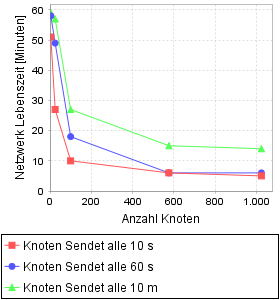 60
50
40
30
20
10
0
Netzwerk Lebenszeit [Minuten]
0 200 400 600 800 1.000
Anzahl Knoten
Knoten Sendet alle 10 s
Knoten Sendet alle 60 s
Knoten Sendet alle 10 m